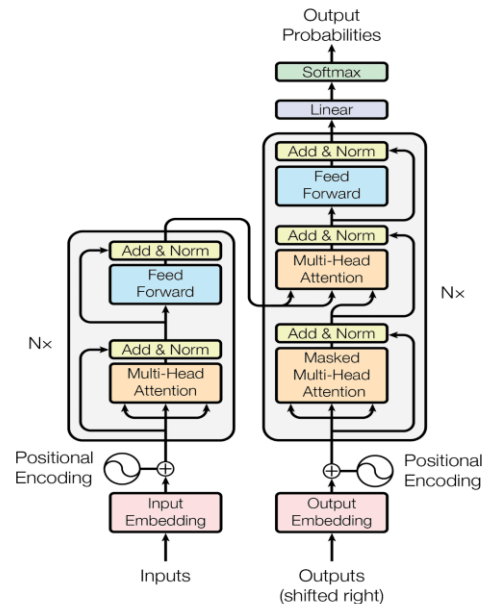 Output
Probabilities
Softmax
Linear
Add & Norm
Feed
Forward
Add & Norm
Multi-Head
Attention
Add & Norm
Masked
Multi-Head
Attention
N×
Positional
Encoding
Output
Embedding
Outputs
(shifted right)
Add & Norm
Feed
Forward
Add & Norm
Multi-Head
Attention
N×
Positional
Encoding
Input
Embedding
Inputs